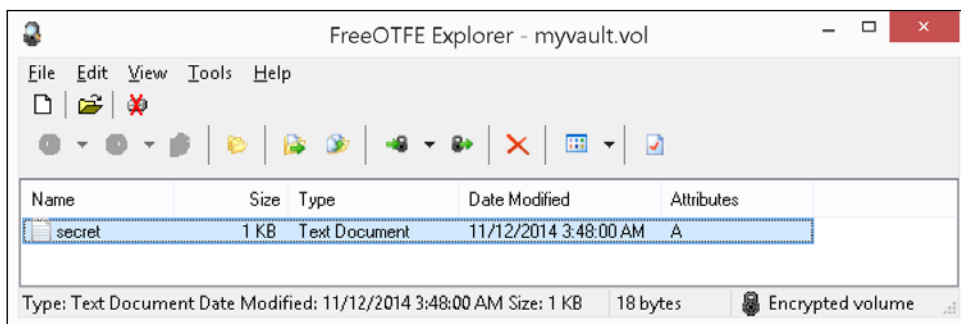 FreeOTFE Explorer - myvault.vol
File Edit View Tools Help
Name Size Type Date Modified Attributes
secret 1 KB Text Document 11/12/2014 3:48:00 AM A
Type: Text Document Date Modified: 11/12/2014 3:48:00 AM Size: 1 KB 18 bytes Encrypted volume